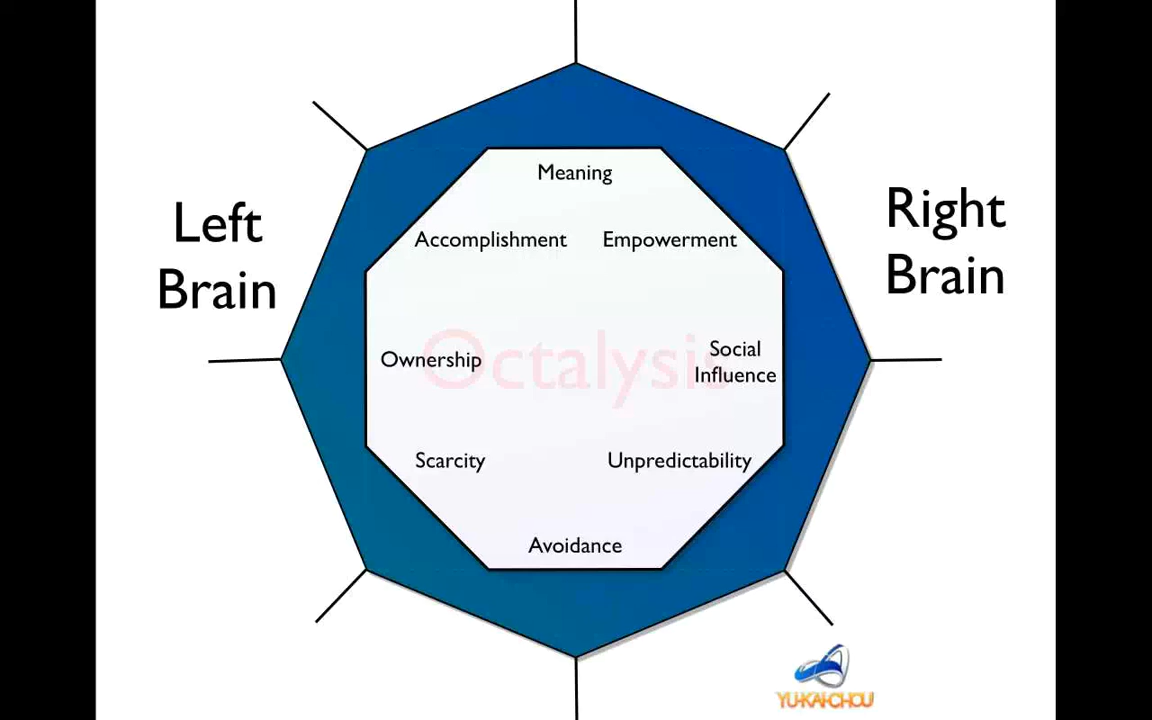 Meaning
Accomplishment Empowerment
Left
Brain
Right
Brain
Octalysis
Ownership
Social
Influence
Scarcity
Unpredictability
Avoidance
YU-KAI-CHOU